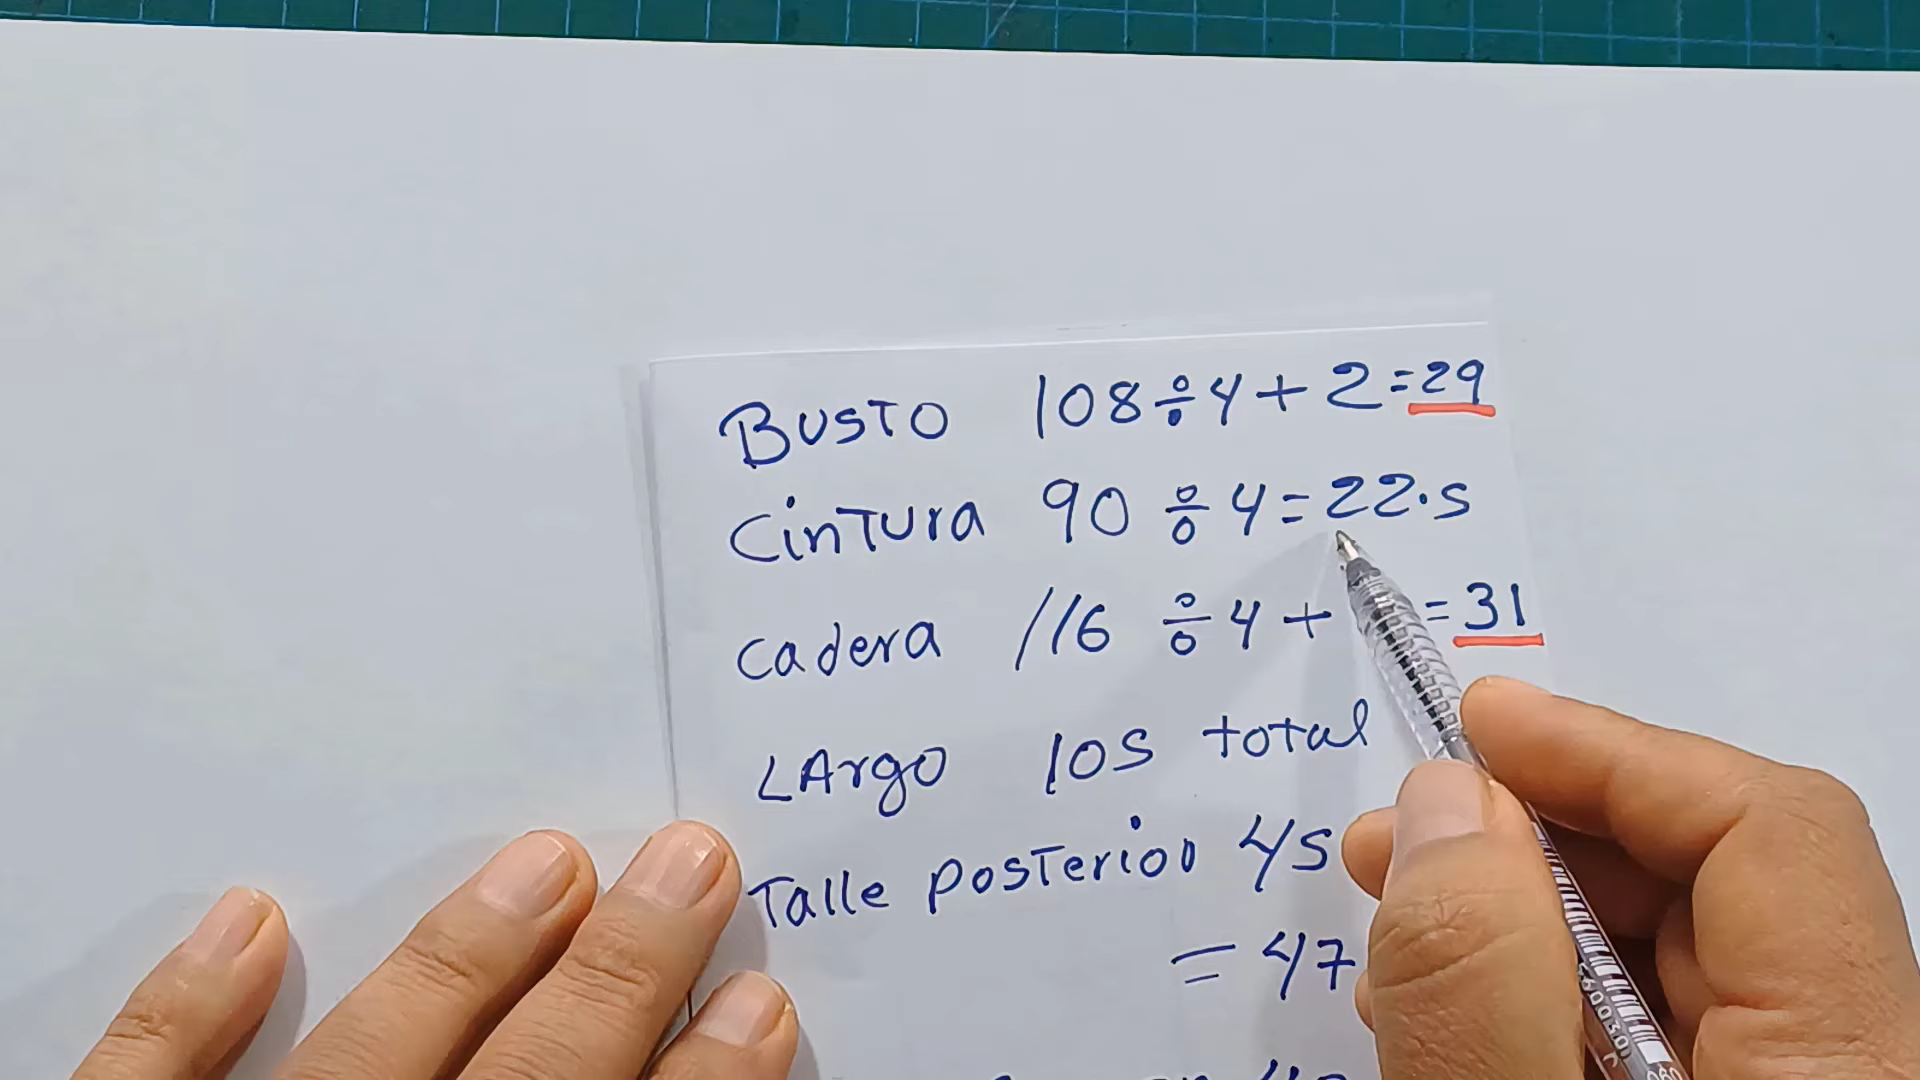 BUSTO 108÷4+2=29
Cintura 90÷4=22.5
Cadera 116÷4+ =31
LArgo 105 total
Talle posterior 45
=47